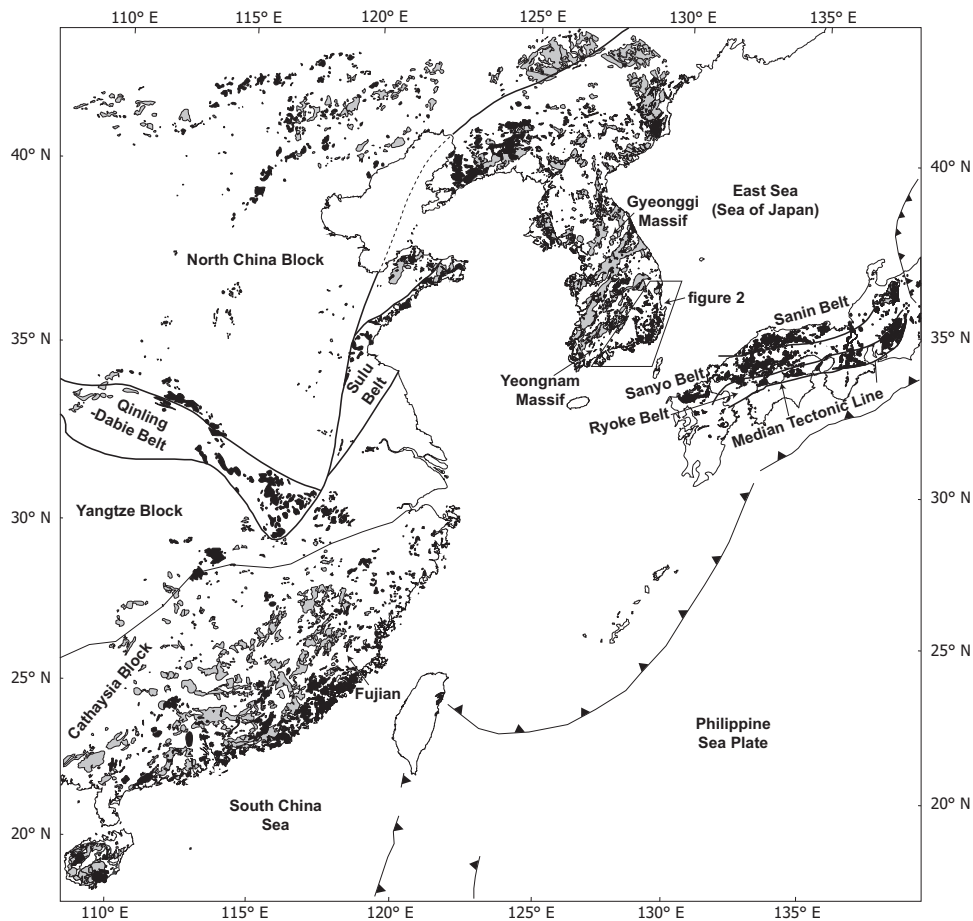 110° E 115° E 120° E 125° E 130° E 135° E
40° N
40° N
East Sea
(Sea of Japan)
Gyeonggi
Massif
North China Block
figure 2
Sanin Belt
35° N
35° N
Sulu
Belt
Yeongnam
Massif
Sanyo Belt
Ryoke Belt
Median Tectonic Line
Qinling
-Dabie Belt
Yangtze Block
30° N
30° N
25° N
25° N
Cathaysia Block
Fujian
Philippine
Sea Plate
South China
Sea
20° N
20° N
110° E 115° E 120° E 125° E 130° E 135° E